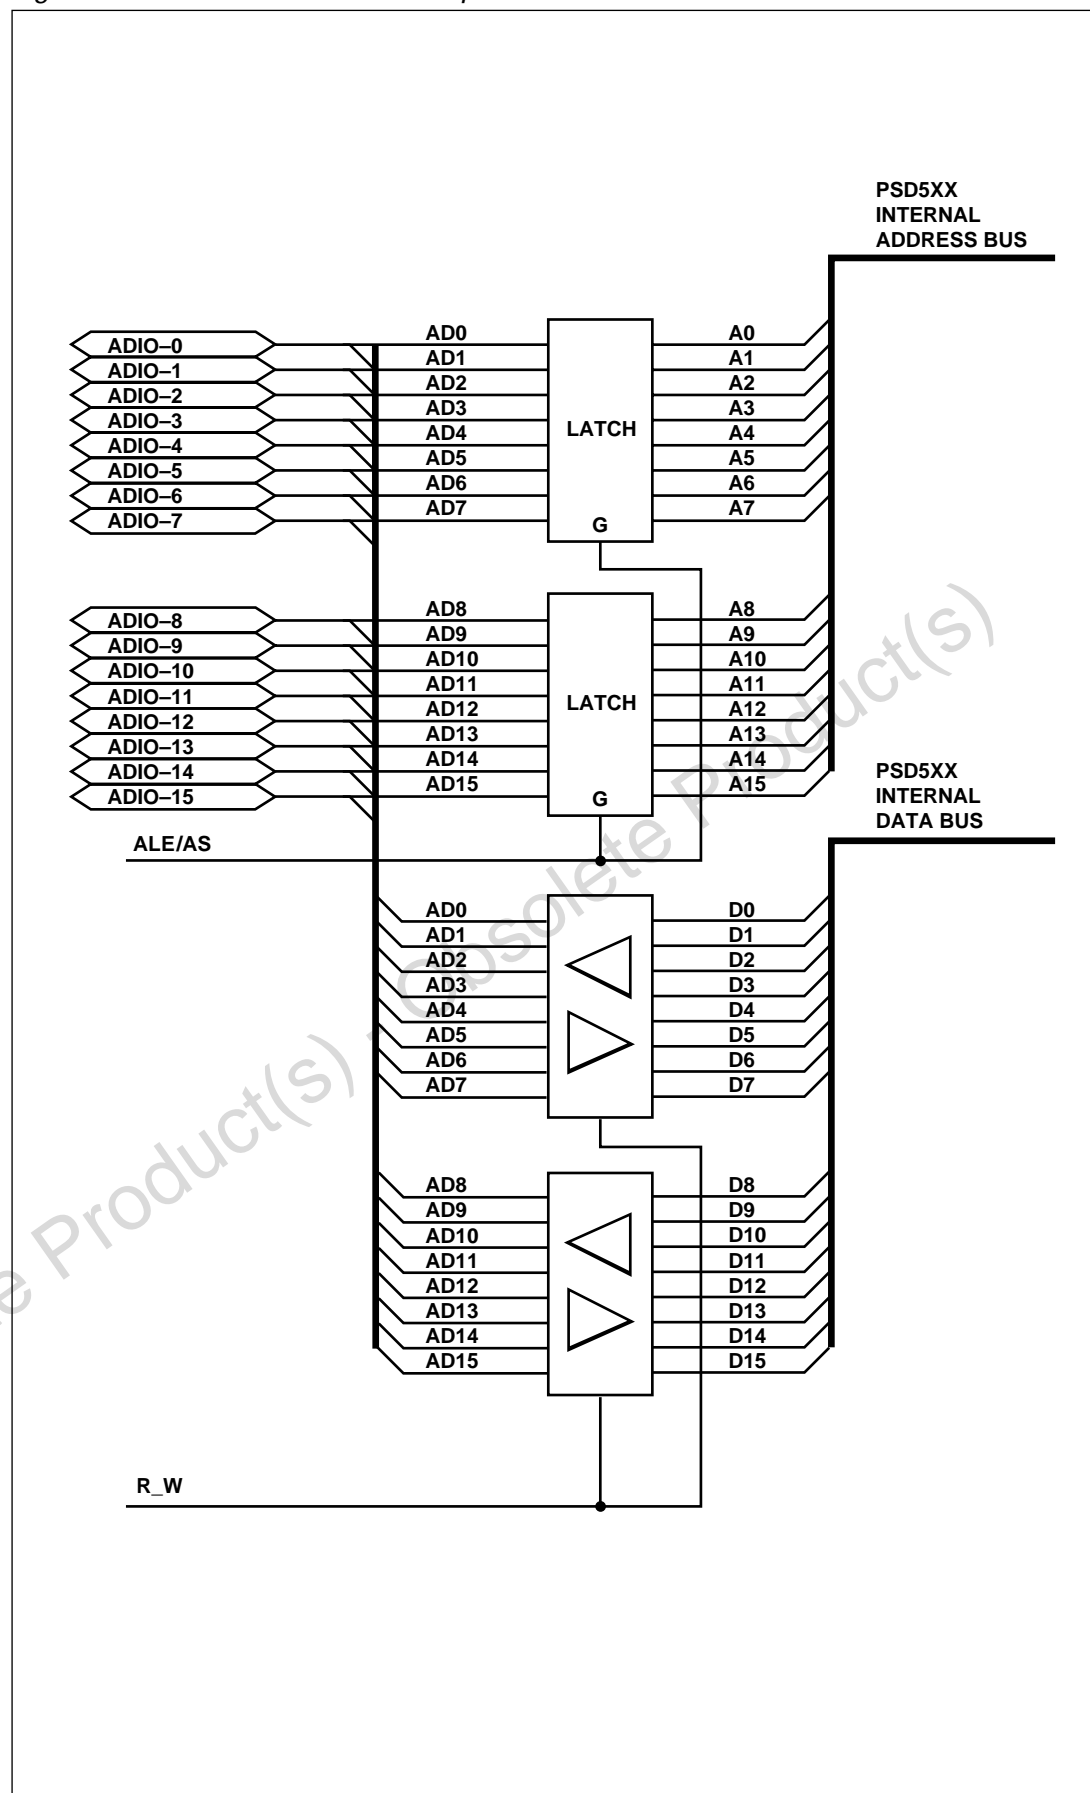 PSD5XX
INTERNAL
ADDRESS BUS
ADIO–0 AD0 A0
ADIO–1 AD1 A1
ADIO–2 AD2 A2
ADIO–3 AD3 A3
ADIO–4 AD4 LATCH A4
ADIO–5 AD5 A5
ADIO–6 AD6 A6
ADIO–7 AD7 A7
G
ADIO–8 AD8 A8
ADIO–9 AD9 A9
ADIO–10 AD10 A10
ADIO–11 AD11 A11
ADIO–12 AD12 LATCH A12
ADIO–13 AD13 A13
ADIO–14 AD14 A14
ADIO–15 AD15 A15
G
PSD5XX
INTERNAL
DATA BUS
ALE/AS
AD0 D0
AD1 D1
AD2 D2
AD3 D3
AD4 D4
AD5 D5
AD6 D6
AD7 D7
AD8 D8
AD9 D9
AD10 D10
AD11 D11
AD12 D12
AD13 D13
AD14 D14
AD15 D15
R_W
Product(s) - Obsolete Product(s)